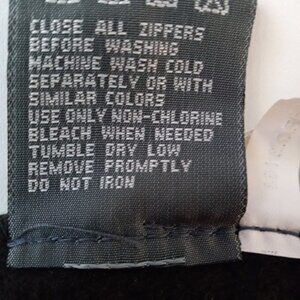 CLOSE ALL ZIPPERS
BEFORE WASHING
MACHINE WASH COLD
SEPARATELY OR WITH
SIMILAR COLORS
USE ONLY NON-CHLORINE
BLEACH WHEN NEEDED
TUMBLE DRY LOW
REMOVE PROMPTLY
DO NOT IRON